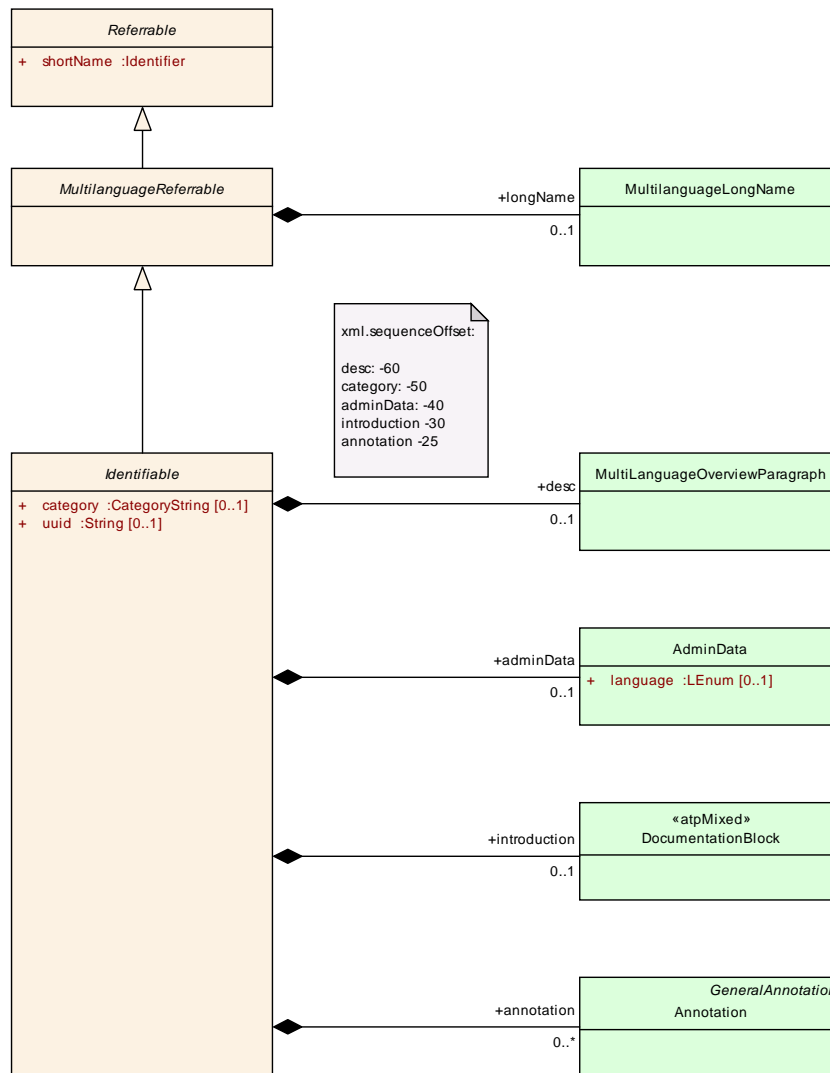 Referrable
+ shortName :Identifier
MultilanguageReferrable
+longName
0..1
MultilanguageLongName
xml.sequenceOffset:
desc: -60
category: -50
adminData: -40
introduction -30
annotation -25
Identifiable
+ category :CategoryString [0..1]
+ uuid :String [0..1]
+desc
0..1
MultiLanguageOverviewParagraph
+adminData
0..1
AdminData
+ language :LEnum [0..1]
+introduction
0..1
«atpMixed»
DocumentationBlock
+annotation
0..*
GeneralAnnotation
Annotation